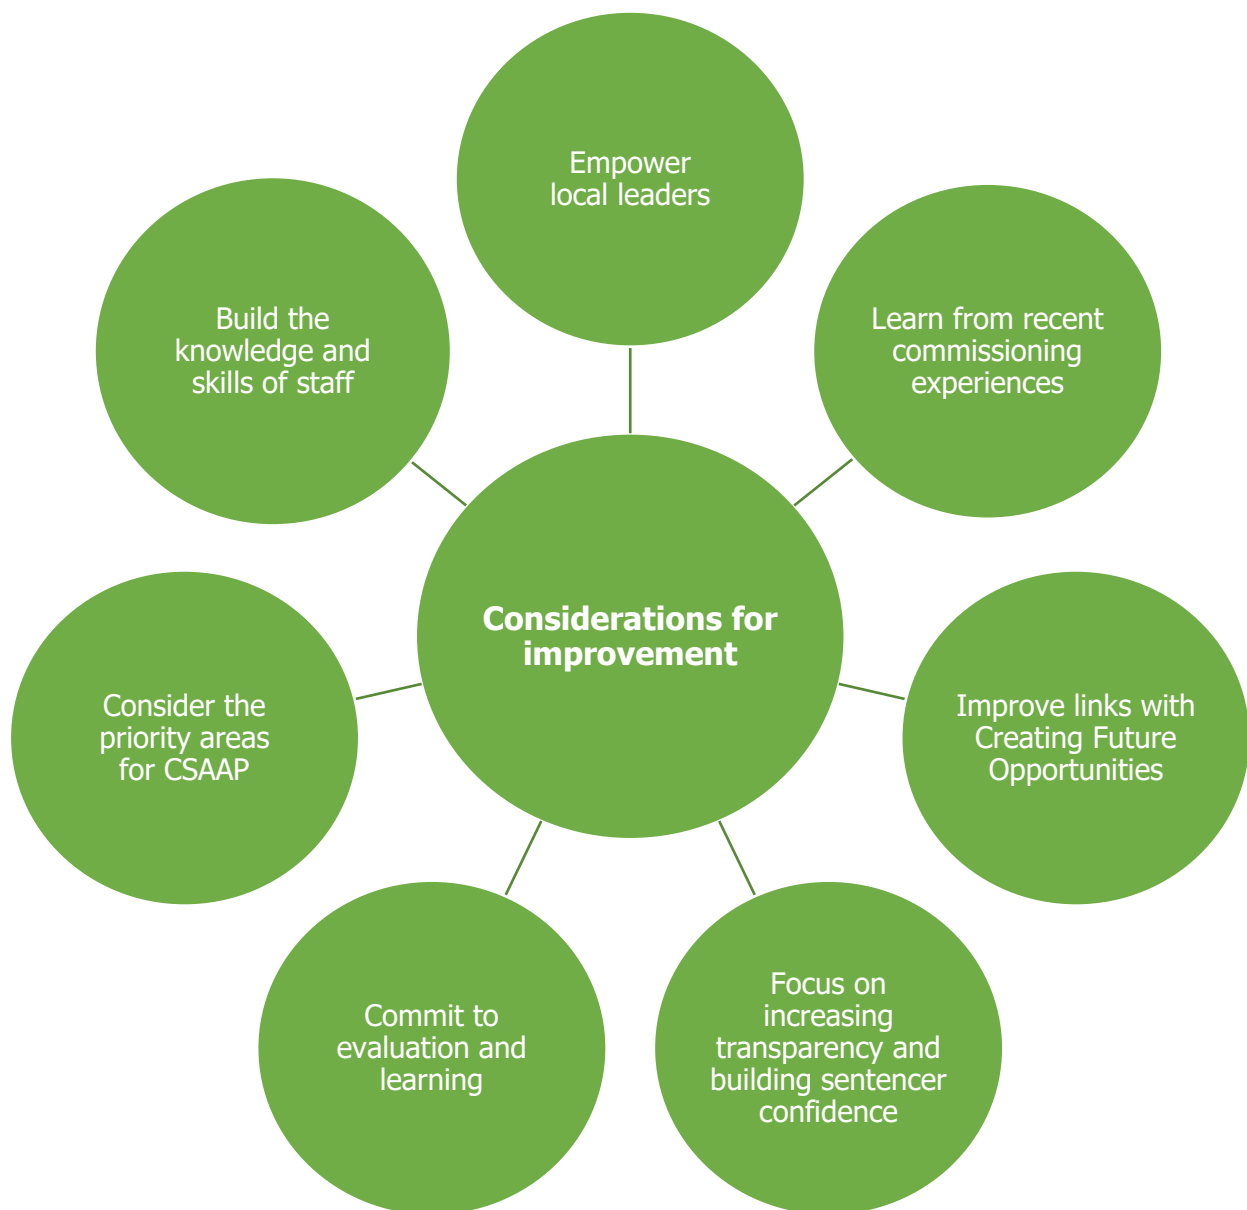 Empower
local leaders
Learn from recent
commissioning
experiences
Improve links with
Creating Future
Opportunities
Focus on
increasing
transparency and
building sentencer
confidence
Commit to
evaluation and
learning
Consider the
priority areas
for CSAAP
Build the
knowledge and
skills of staff
Considerations for
improvement